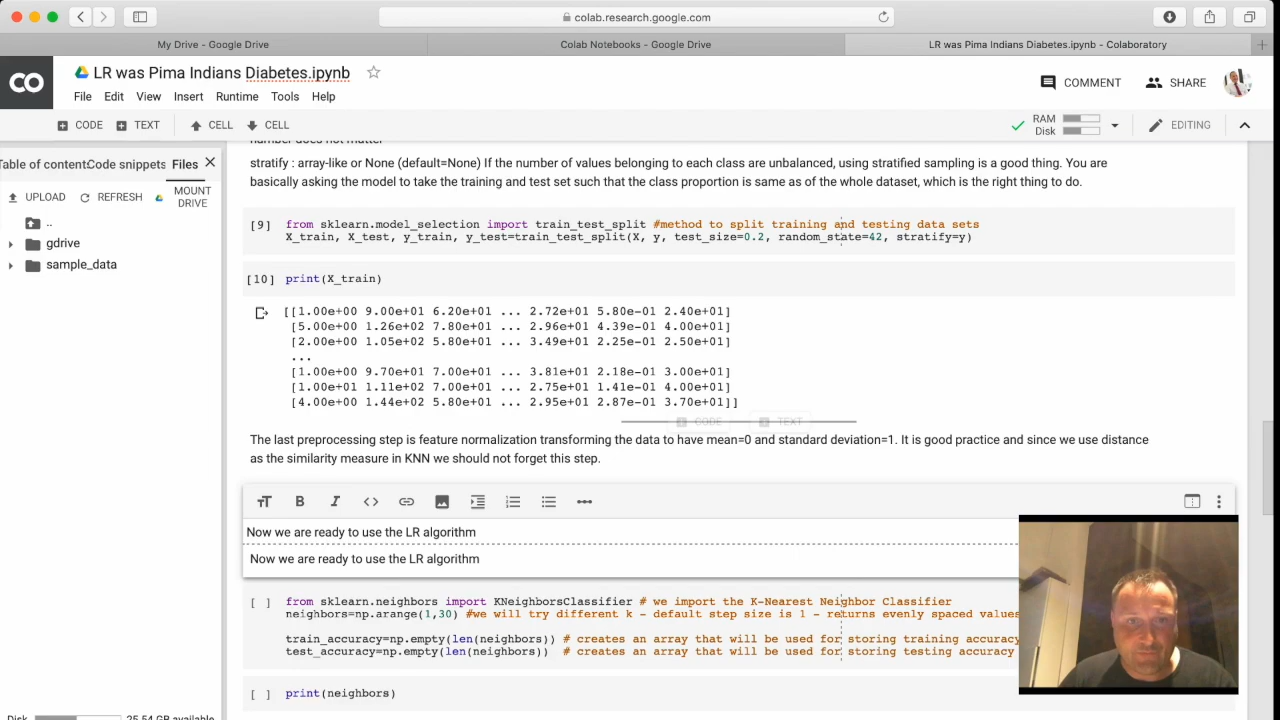 colab.research.google.com
My Drive - Google Drive
Colab Notebooks - Google Drive
LR was Pima Indians Diabetes.ipynb - Colaboratory
CO
LR was Pima Indians Diabetes.ipynb
COMMENT
SHARE
File Edit View Insert Runtime Tools Help
CODE TEXT CELL CELL
RAM
Disk
EDITING
Table of content Code snippets Files
UPLOAD REFRESH MOUNT DRIVE
..
gdrive
sample_data
number does not matter
stratify : array-like or None (default=None) If the number of values belonging to each class are unbalanced, using stratified sampling is a good thing. You are
basically asking the model to take the training and test set such that the class proportion is same as of the whole dataset, which is the right thing to do.
[9] from sklearn.model_selection import train_test_split #method to split training and testing data sets
X_train, X_test, y_train, y_test=train_test_split(X, y, test_size=0.2, random_state=42, stratify=y)
[10] print(X_train)
[[1.00e+00 9.00e+01 6.20e+01 ... 2.72e+01 5.80e-01 2.40e+01]
[5.00e+00 1.26e+02 7.80e+01 ... 2.96e+01 4.39e-01 4.00e+01]
[2.00e+00 1.05e+02 5.80e+01 ... 3.49e+01 2.25e-01 2.50e+01]
...
[1.00e+00 9.70e+01 7.00e+01 ... 3.81e+01 2.18e-01 3.00e+01]
[1.00e+01 1.11e+02 7.00e+01 ... 2.75e+01 1.41e-01 4.00e+01]
[4.00e+00 1.44e+02 5.80e+01 ... 2.95e+01 2.87e-01 3.70e+01]]
CODE TEXT
The last preprocessing step is feature normalization transforming the data to have mean=0 and standard deviation=1. It is good practice and since we use distance
as the similarity measure in KNN we should not forget this step.
Now we are ready to use the LR algorithm
Now we are ready to use the LR algorithm
[ ] from sklearn.neighbors import KNeighborsClassifier # we import the K-Nearest Neighbor Classifier
neighbors=np.arange(1,30) #we will try different k - default step size is 1 - returns evenly spaced values
train_accuracy=np.empty(len(neighbors)) # creates an array that will be used for storing training accuracy
test_accuracy=np.empty(len(neighbors)) # creates an array that will be used for storing testing accuracy
[ ] print(neighbors)
Disk 25.54 GB available